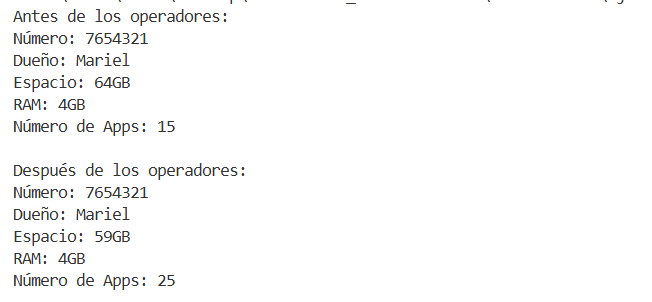 Antes de los operadores:
Número: 7654321
Dueño: Mariel
Espacio: 64GB
RAM: 4GB
Número de Apps: 15
Después de los operadores:
Número: 7654321
Dueño: Mariel
Espacio: 59GB
RAM: 4GB
Número de Apps: 25